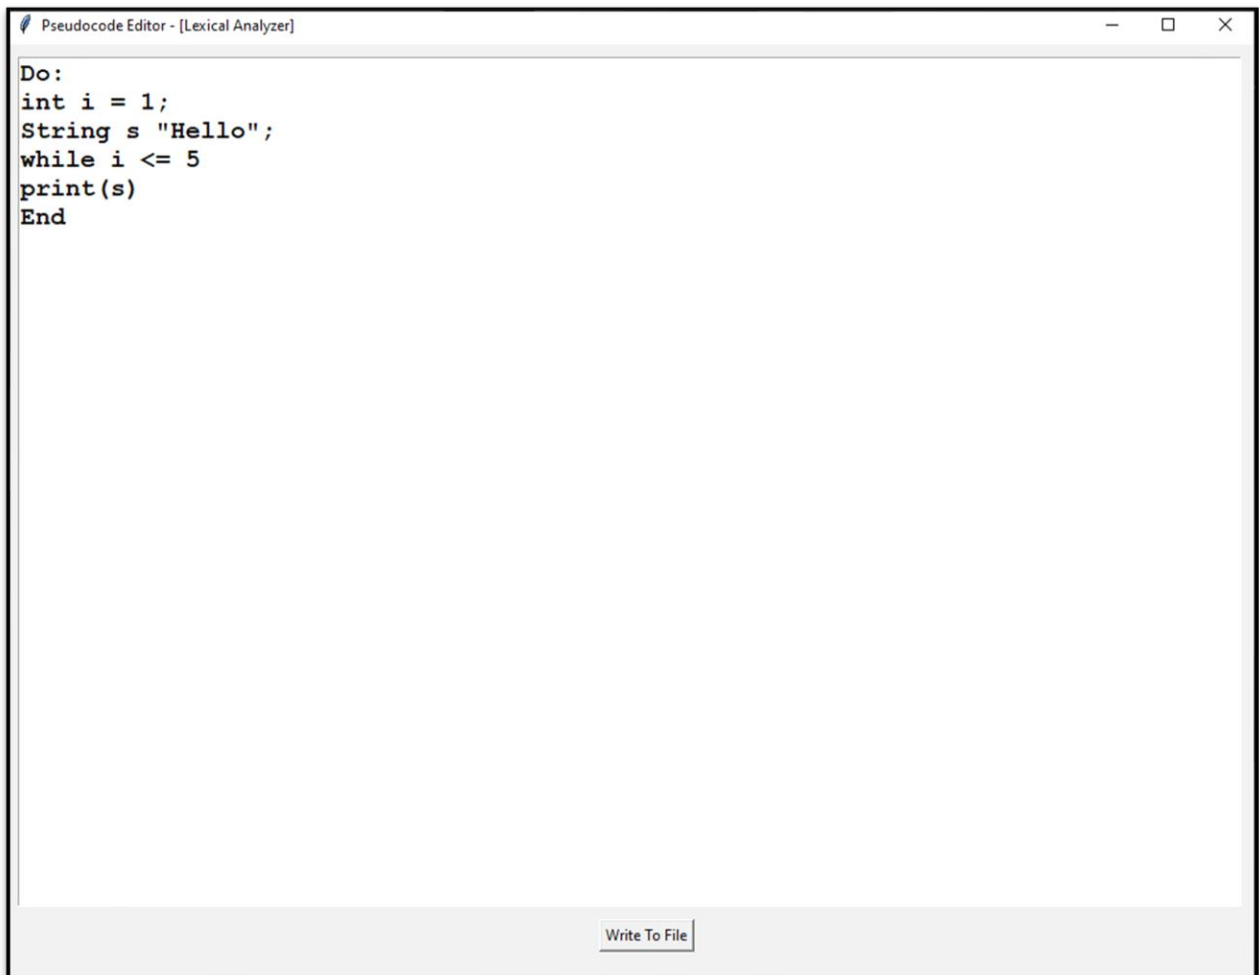 Pseudocode Editor - [Lexical Analyzer]
Do:
int i = 1;
String s "Hello";
while i <= 5
print(s)
End
Write To File